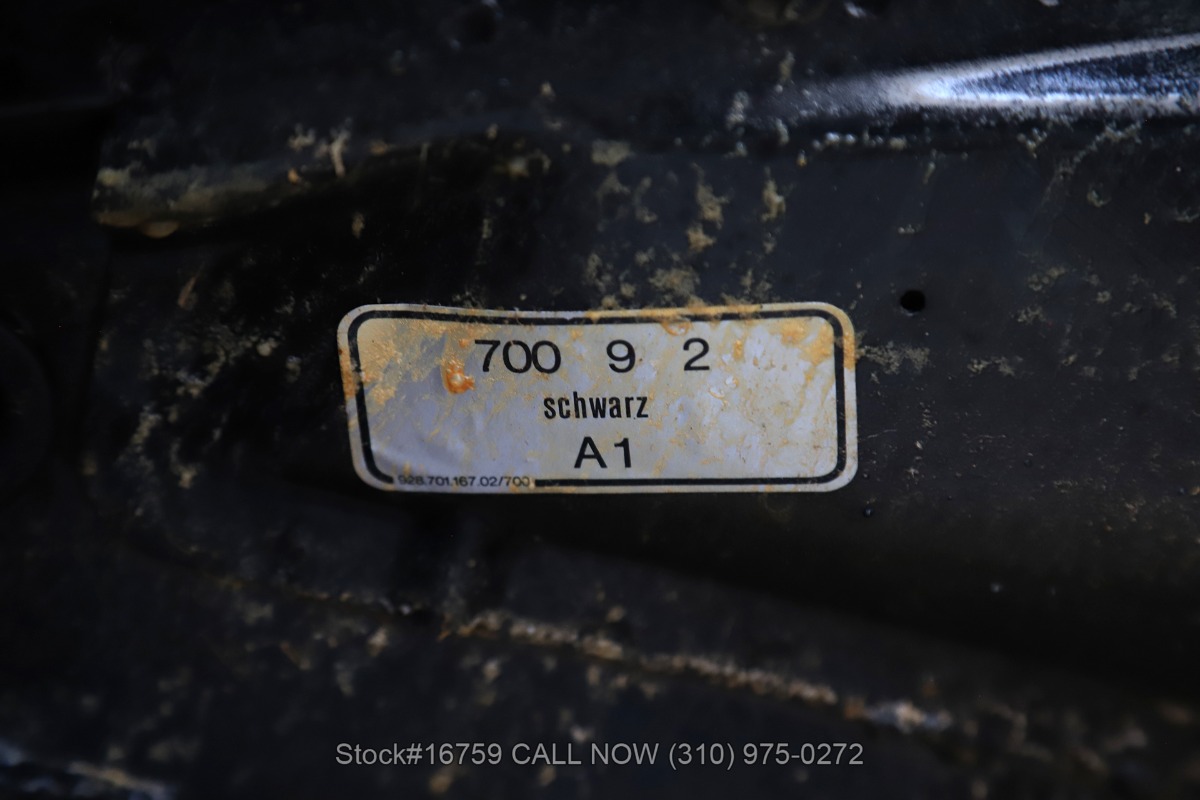 700 9 2
schwarz
A1
928.701.167.02/700
Stock#16759 CALL NOW (310) 975-0272